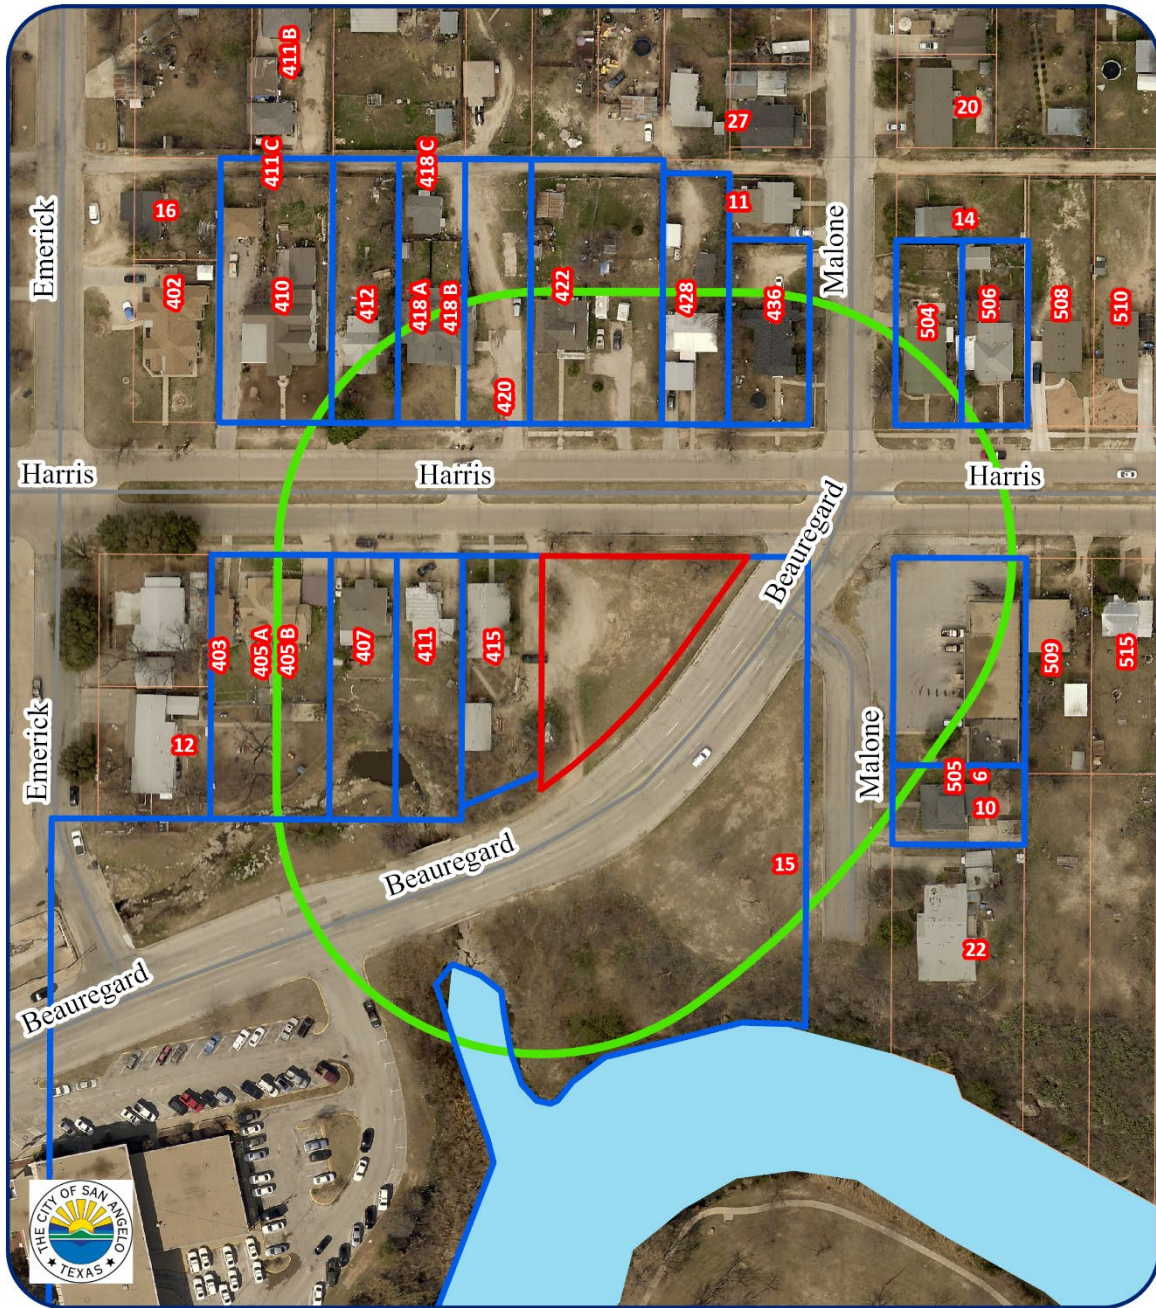 411 B
20
27
411 C
418 C
16
11
14
Emerick
Malone
402
410
412
418 A
418 B
422
428
436
504
506
508
510
420
Harris
Harris
Harris
Beauregard
403
405 A
405 B
407
411
415
509
515
Emerick
12
Malone
505
6
10
Beauregard
15
22
Beauregard
THE CITY OF SAN ANGELO
TEXAS